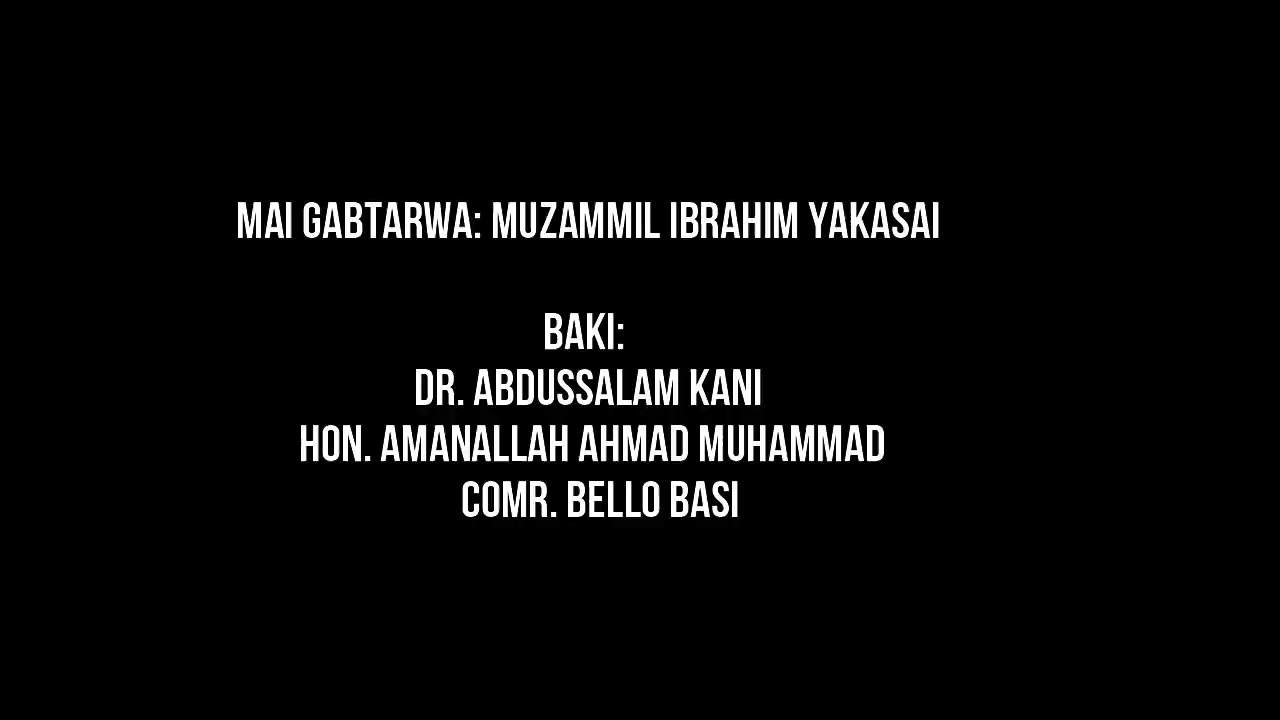 MAI GABTARWA: MUZAMMIL IBRAHIM YAKASAI
BAKI:
DR. ABDUSSALAM KANI
HON. AMANALLAH AHMAD MUHAMMAD
COMR. BELLO BASI